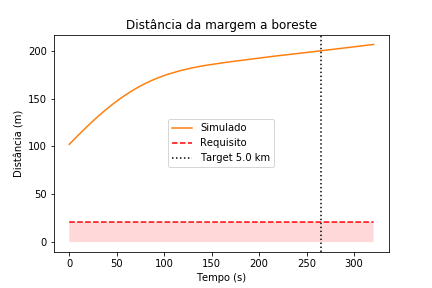 Distância da margem a boreste
Distância (m)
200
150
100
50
0
Simulado
Requisito
Target 5.0 km
0 50 100 150 200 250 300
Tempo (s)